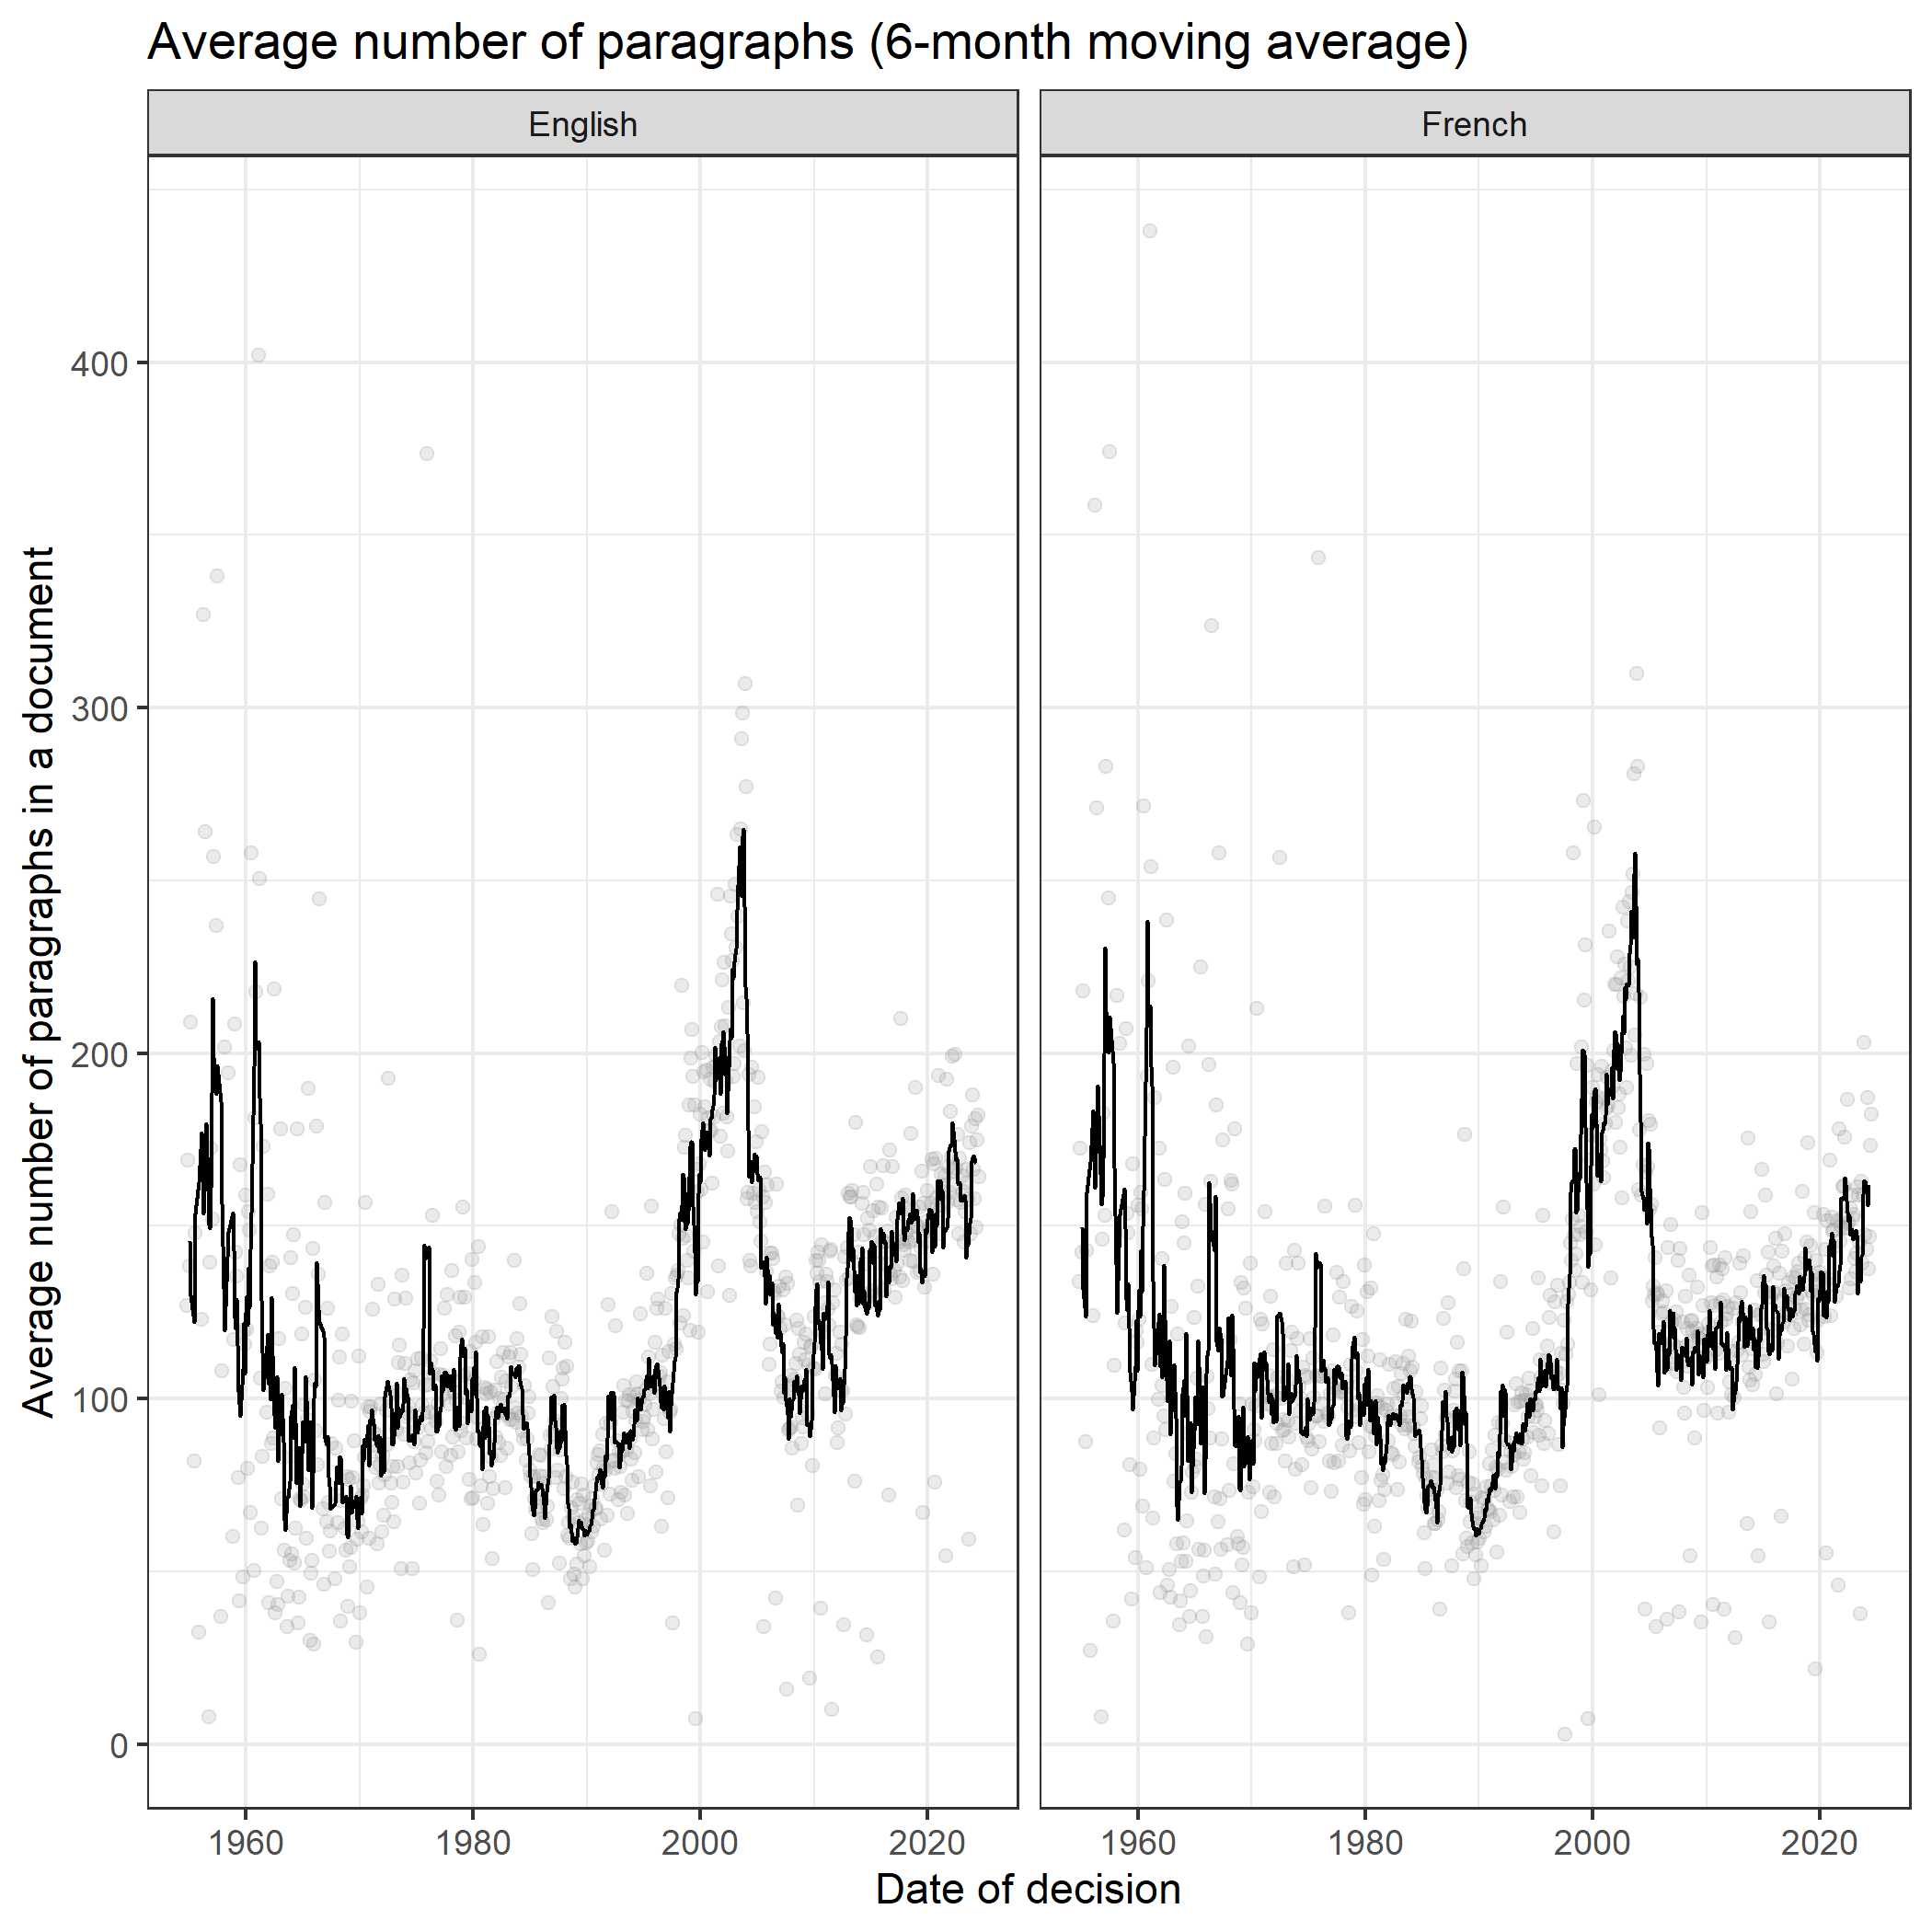 Average number of paragraphs (6-month moving average)
English
French
Average number of paragraphs in a document
400
300
200
100
0
1960 1980 2000 2020
1960 1980 2000 2020
Date of decision